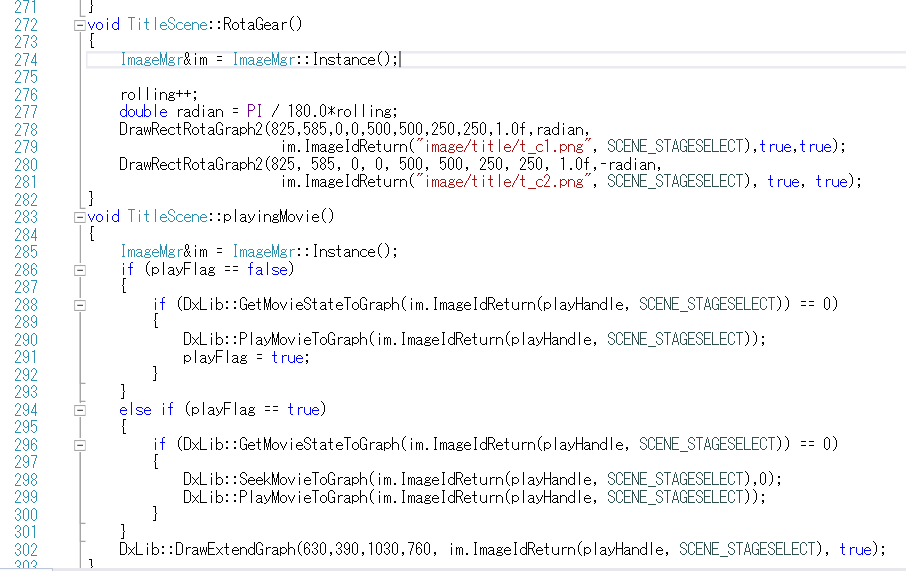 271 }
272 void TitleScene::RotaGear()
273 {
274 ImageMgr&im = ImageMgr::Instance();
275
276 rolling++;
277 double radian = PI / 180.0*rolling;
278 DrawRectRotaGraph2(825,585,0,0,500,500,250,250,1.0f,radian,
279 im.ImageIdReturn("image/title/t_c1.png", SCENE_STAGESELECT),true,true);
280 DrawRectRotaGraph2(825, 585, 0, 0, 500, 500, 250, 250, 1.0f,-radian,
281 im.ImageIdReturn("image/title/t_c2.png", SCENE_STAGESELECT), true, true);
282 }
283 void TitleScene::playingMovie()
284 {
285 ImageMgr&im = ImageMgr::Instance();
286 if (playFlag == false)
287 {
288 if (DxLib::GetMovieStateToGraph(im.ImageIdReturn(playHandle, SCENE_STAGESELECT)) == 0)
289 {
290 DxLib::PlayMovieToGraph(im.ImageIdReturn(playHandle, SCENE_STAGESELECT));
291 playFlag = true;
292 }
293 }
294 else if (playFlag == true)
295 {
296 if (DxLib::GetMovieStateToGraph(im.ImageIdReturn(playHandle, SCENE_STAGESELECT)) == 0)
297 {
298 DxLib::SeekMovieToGraph(im.ImageIdReturn(playHandle, SCENE_STAGESELECT),0);
299 DxLib::PlayMovieToGraph(im.ImageIdReturn(playHandle, SCENE_STAGESELECT));
300 }
301 }
302 DxLib::DrawExtendGraph(630,390,1030,760, im.ImageIdReturn(playHandle, SCENE_STAGESELECT), true);
303 }